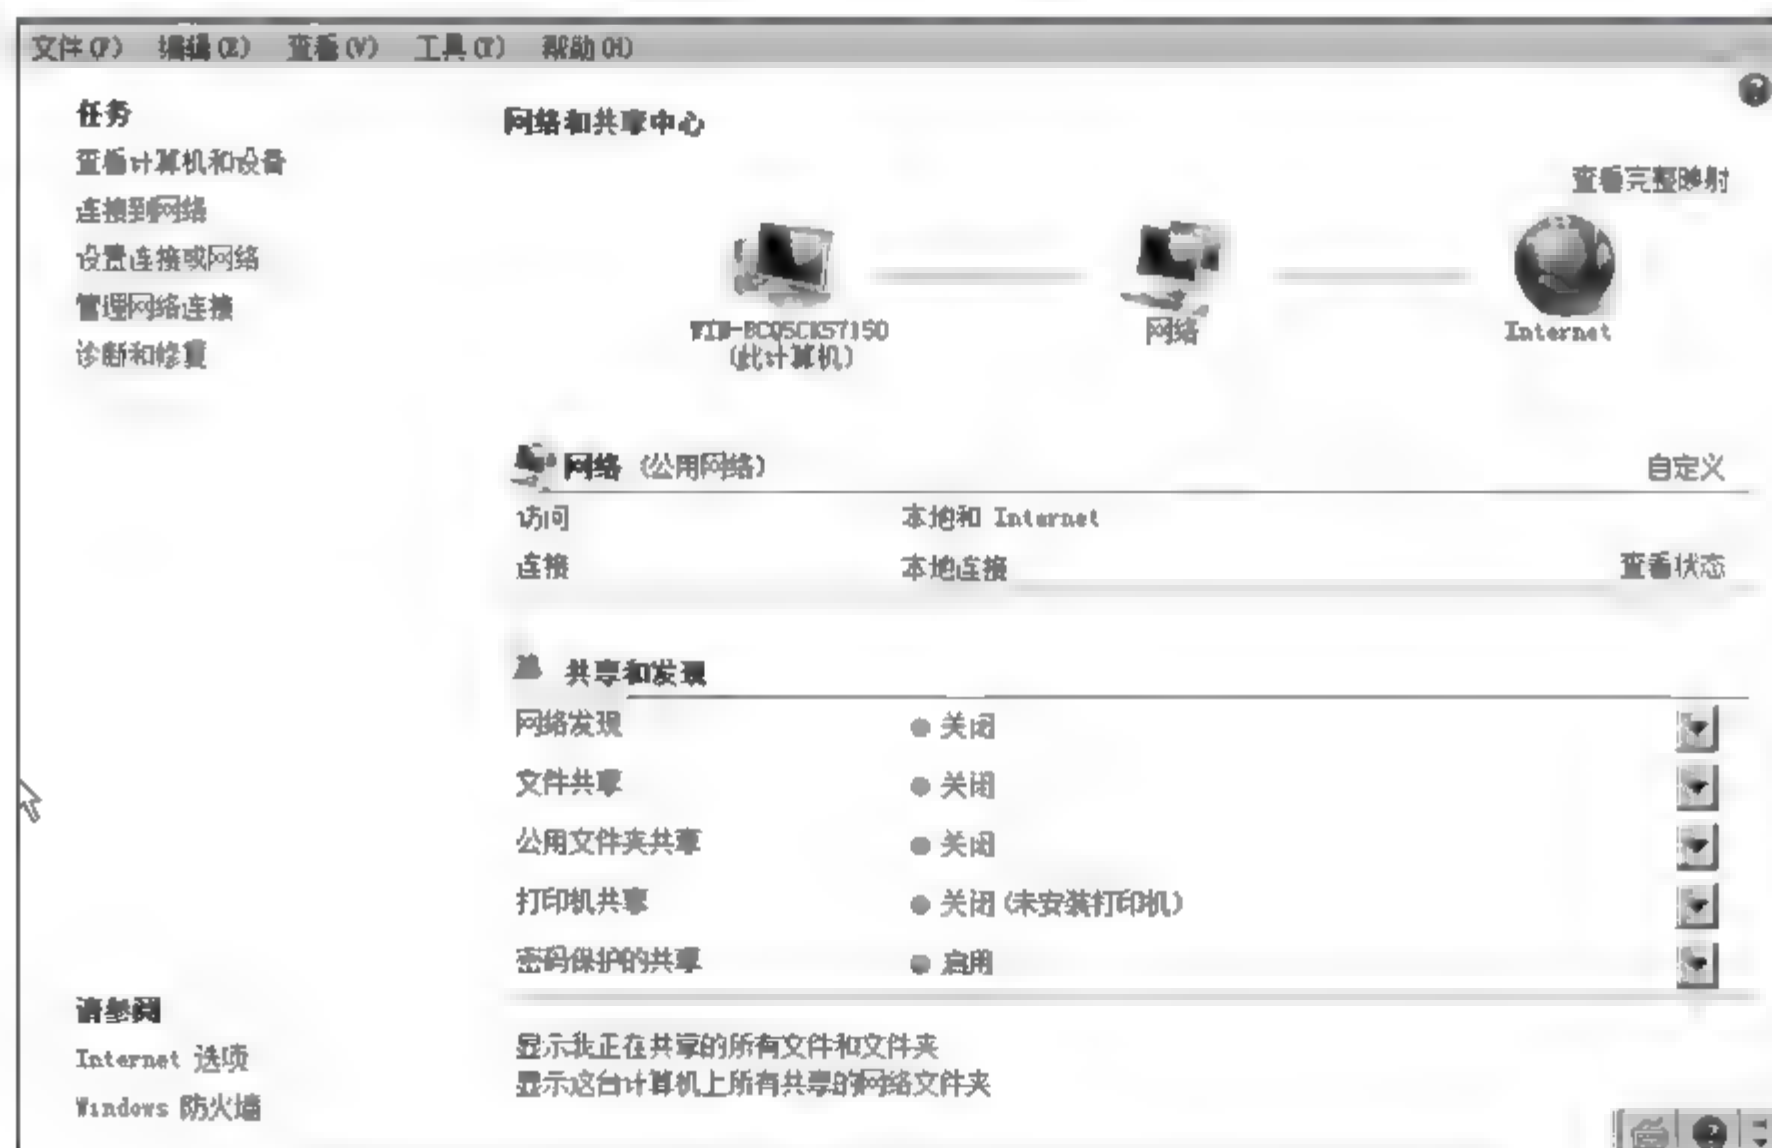 文件(F) 编辑(E) 查看(V) 工具(T) 帮助(H)
任务
查看计算机和设备
连接到网络
设置连接或网络
管理网络连接
诊断和修复
网络和共享中心
查看完整映射
(此计算机)
网络
Internet
网络 (公用网络)
自定义
访问
本地和 Internet
连接
本地连接
查看状态
共享和发现
网络发现
关闭
文件共享
关闭
公用文件夹共享
关闭
打印机共享
关闭(未安装打印机)
密码保护的共享
启用
显示我正在共享的所有文件和文件夹
显示这台计算机上所有共享的网络文件夹
请参阅
Internet 选项
Windows 防火墙